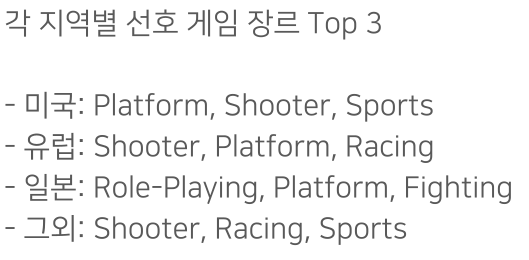 각 지역별 선호 게임 장르 Top 3
- 미국: Platform, Shooter, Sports
- 유럽: Shooter, Platform, Racing
- 일본: Role-Playing, Platform, Fighting
- 그외: Shooter, Racing, Sports